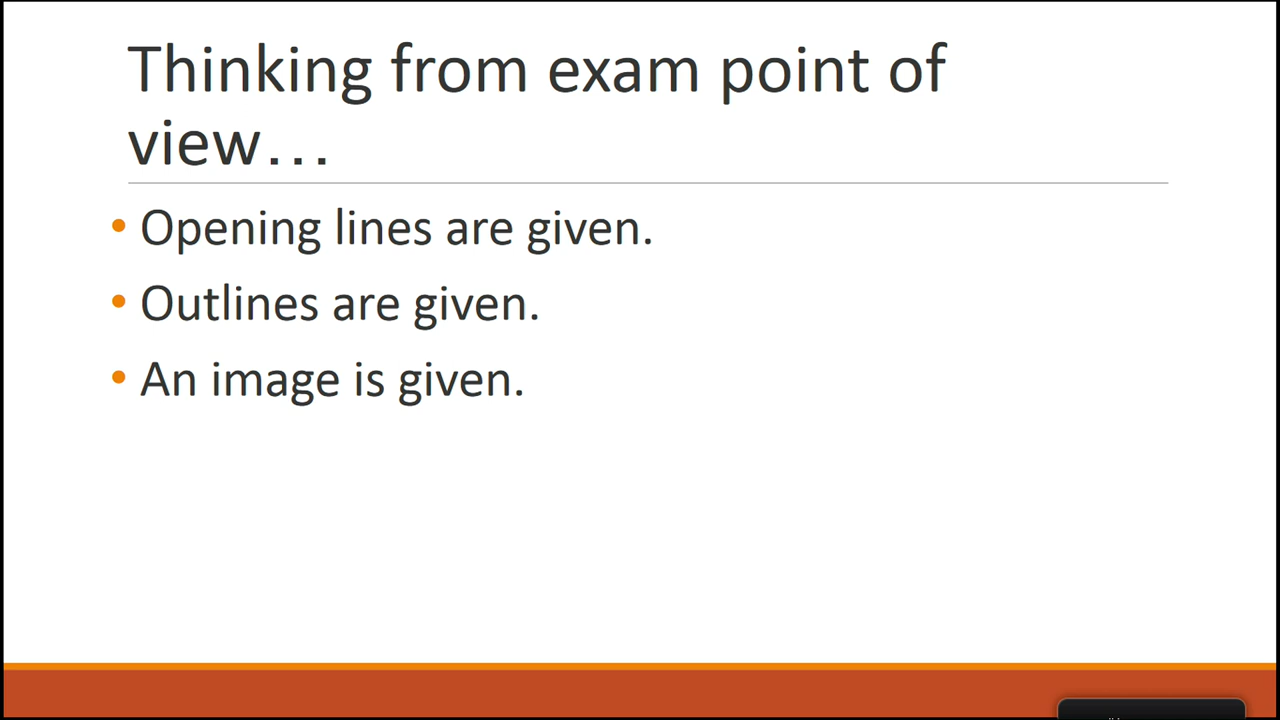 Thinking from exam point of
view...
• Opening lines are given.
• Outlines are given.
• An image is given.